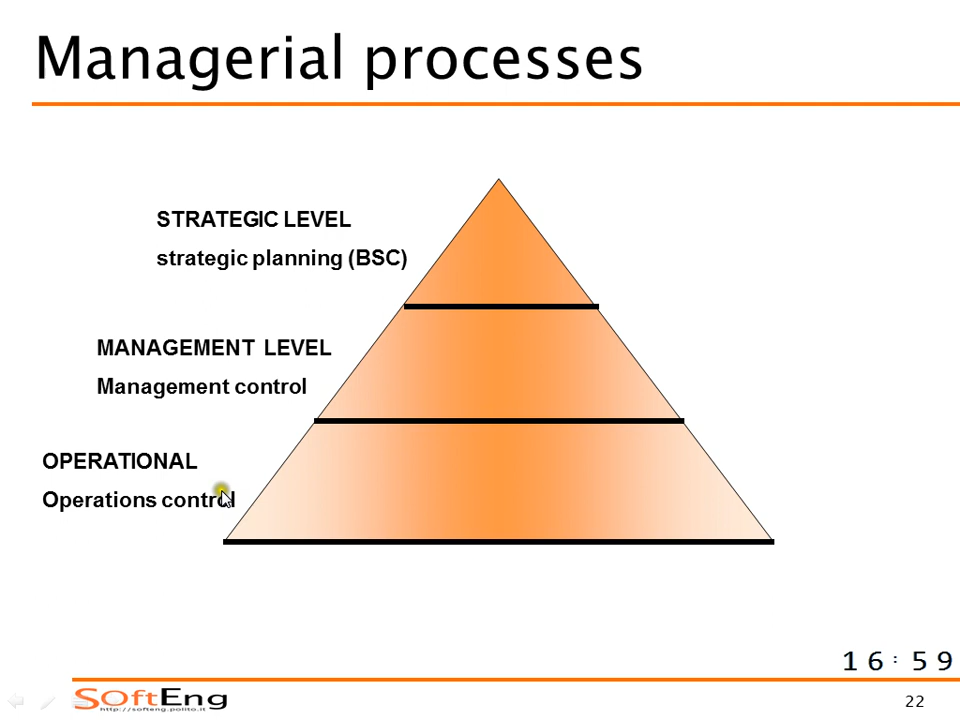 Managerial processes
STRATEGIC LEVEL
strategic planning (BSC)
MANAGEMENT LEVEL
Management control
OPERATIONAL
Operations control
16:59
SoftEng
http://softeng.polito.it
22